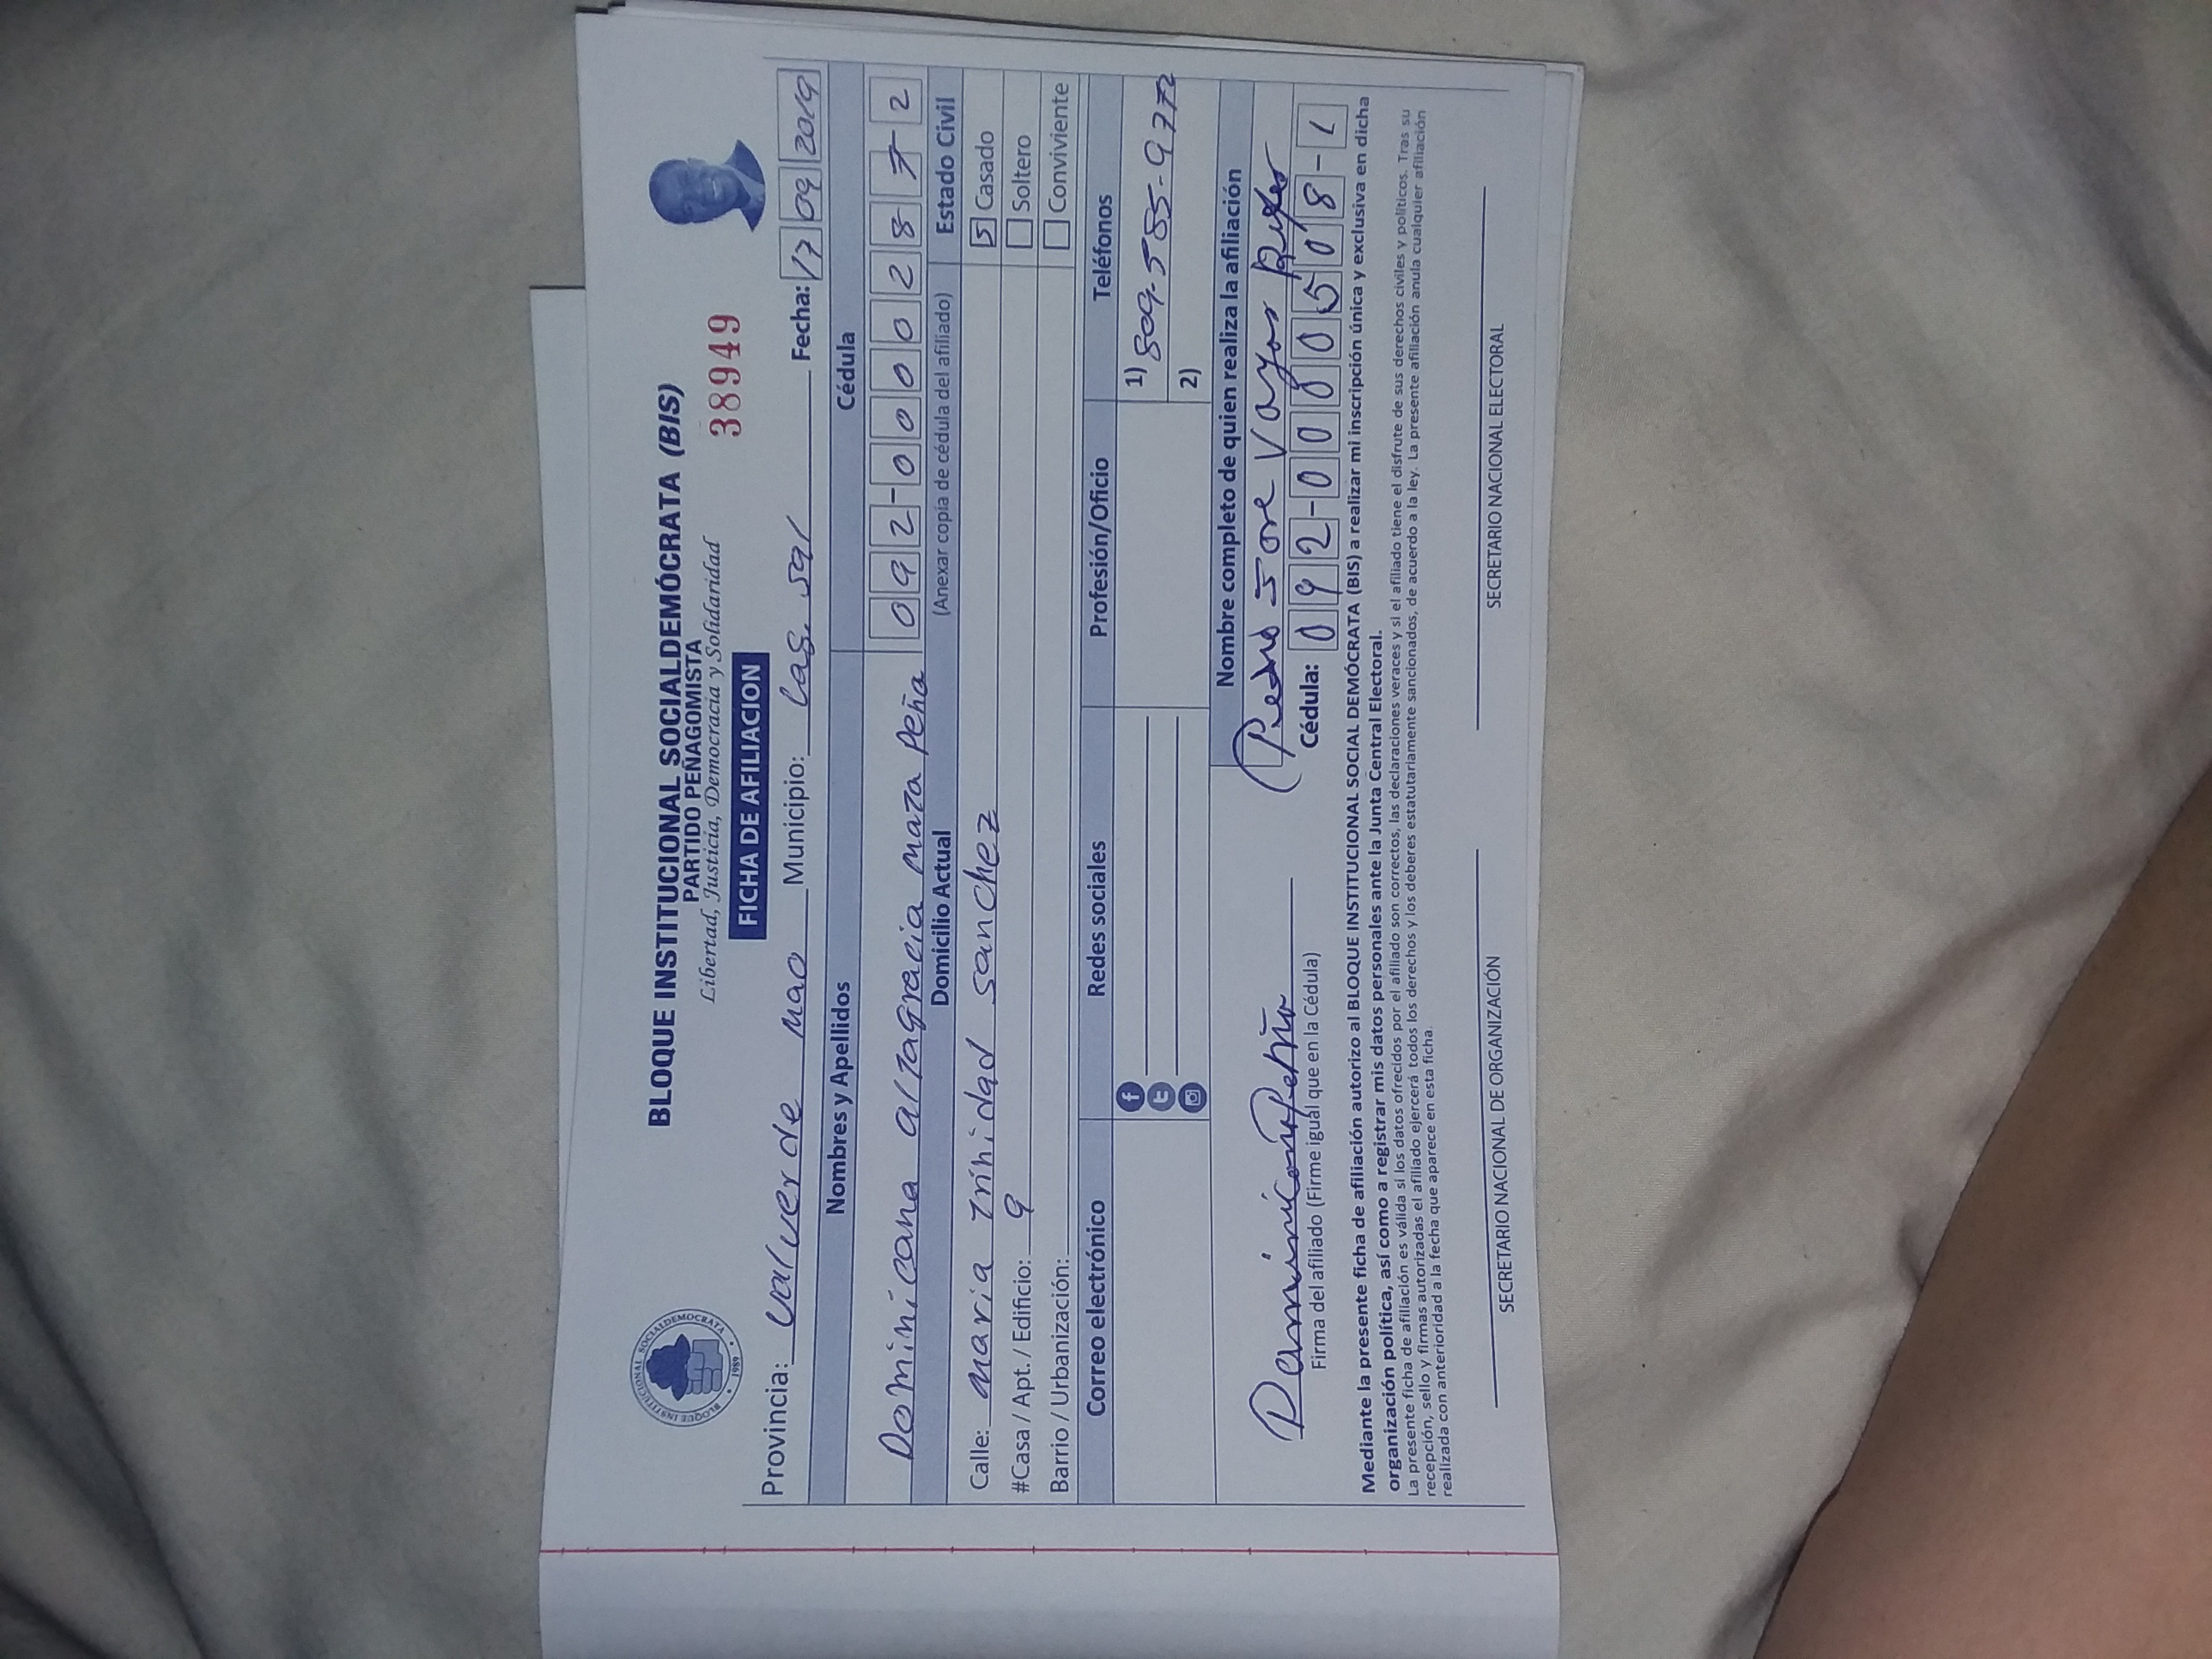 BLOQUE INSTITUCIONAL SOCIALDEMÓCRATA (BIS)
PARTIDO PEÑAGOMISTA
Libertad, Justicia, Democracia y Solidaridad
38949
FICHA DE AFILIACION
BLOQUE INSTITUCIONAL SOCIALDEMOCRATA • 1989 •
Provincia: Valverde mao Municipio: Lag. Sal Fecha: 17 09 2019
Nombres y Apellidos Cédula
Dominicana altagracia maza Peña 092-0000287-2
Domicilio Actual (Anexar copia de cédula del afiliado) Estado Civil
Calle: maria trinidad sanchez Casado
#Casa / Apt. / Edificio: 9 Soltero
Barrio / Urbanización: Conviviente
Correo electrónico Redes sociales Profesión/Oficio Teléfonos
1) 809-585-9772
2)
Nombre completo de quien realiza la afiliación
Pedro Jose
Cédula: 092-0000508-1
Dominicana Peña
Firma del afiliado (Firme igual que en la Cédula)
Mediante la presente ficha de afiliación autorizo al BLOQUE INSTITUCIONAL SOCIAL DEMÓCRATA (BIS) a realizar mi inscripción única y exclusiva en dicha
organización política, así como a registrar mis datos personales ante la Junta Central Electoral.
La presente ficha de afiliación es válida si los datos ofrecidos por el afiliado son correctos, las declaraciones veraces y si el afiliado tiene el disfrute de sus derechos civiles y políticos. Tras su
recepción, sello y firmas autorizadas el afiliado ejercerá todos los derechos y los deberes estatutariamente sancionados, de acuerdo a la ley. La presente afiliación anula cualquier afiliación
realizada con anterioridad a la fecha que aparece en esta ficha.
SECRETARIO NACIONAL DE ORGANIZACIÓN SECRETARIO NACIONAL ELECTORAL